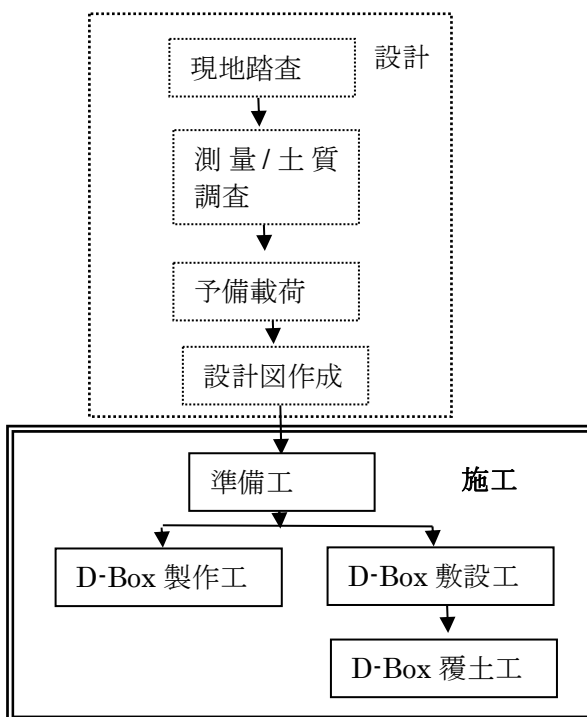 現地踏査
設計
測量/土質
調査
予備載荷
設計図作成
準備工
施工
D-Box 製作工
D-Box 敷設工
D-Box 覆土工